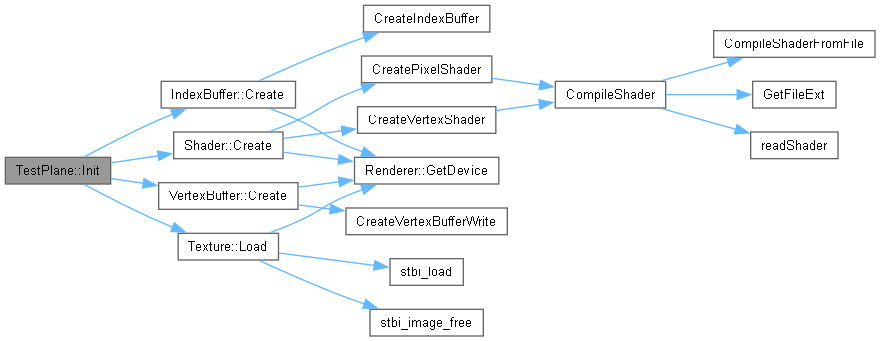 TestPlane::Init
IndexBuffer::Create
Shader::Create
VertexBuffer::Create
Texture::Load
CreateIndexBuffer
CreatePixelShader
CreateVertexShader
Renderer::GetDevice
CreateVertexBufferWrite
stbi_load
stbi_image_free
CompileShader
CompileShaderFromFile
GetFileExt
readShader